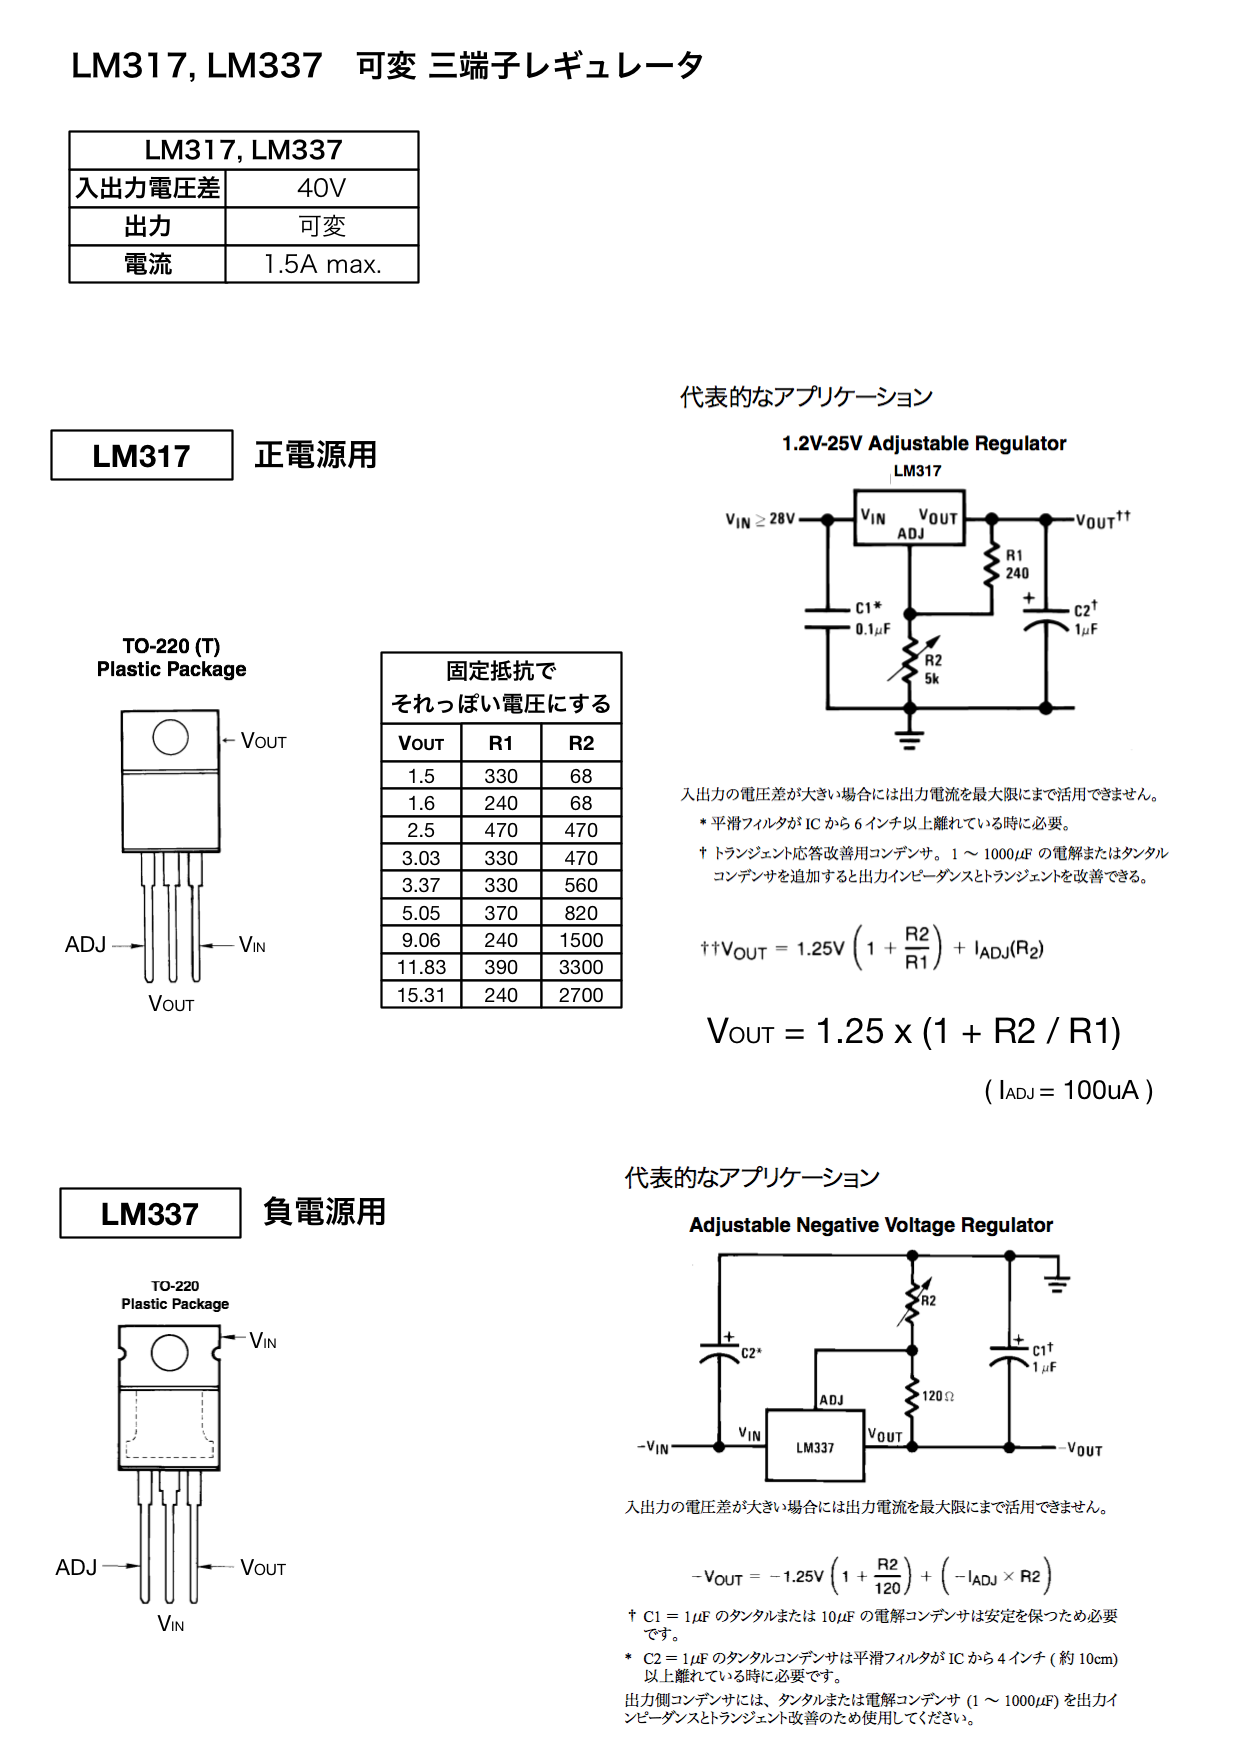 LM317, LM337　可変 三端子レギュレータ
LM317, LM337
入出力電圧差 40V
出力 可変
電流 1.5A max.
LM317 正電源用
TO-220 (T)
Plastic Package
←VOUT
ADJ
VIN
VOUT
固定抵抗で
それっぽい電圧にする
VOUT R1 R2
1.5 330 68
1.6 240 68
2.5 470 470
3.03 330 470
3.37 330 560
5.05 370 820
9.06 240 1500
11.83 390 3300
15.31 240 2700
代表的なアプリケーション
1.2V-25V Adjustable Regulator
LM317
VIN ≥ 28V
VIN VOUT
ADJ
VOUT††
R1
240
C1*
0.1µF
+
C2†
1µF
R2
5k
入出力の電圧差が大きい場合には出力電流を最大限にまで活用できません。
* 平滑フィルタが IC から 6 インチ以上離れている時に必要。
† トランジェント応答改善用コンデンサ。 1 ～ 1000µF の電解またはタンタル
コンデンサを追加すると出力インピーダンスとトランジェントを改善できる。
††VOUT = 1.25V (1 + R2/R1) + IADJ(R2)
VOUT = 1.25 x (1 + R2 / R1)
( IADJ = 100uA )
LM337 負電源用
TO-220
Plastic Package
VIN
ADJ
VOUT
VIN
代表的なアプリケーション
Adjustable Negative Voltage Regulator
R2
+
C2*
+
C1†
1 µF
120Ω
ADJ
–VIN
VIN
LM337
VOUT
–VOUT
入出力の電圧差が大きい場合には出力電流を最大限にまで活用できません。
–VOUT = –1.25V (1 + R2/120) + (–IADJ × R2)
† C1 = 1µF のタンタルまたは 10µF の電解コンデンサは安定を保つため必要
です。
* C2 = 1µF のタンタルコンデンサは平滑フィルタが IC から 4 インチ ( 約 10cm)
以上離れている時に必要です。
出力側コンデンサには、タンタルまたは電解コンデンサ (1 ～ 1000µF) を出力イ
ンピーダンスとトランジェント改善のため使用してください。